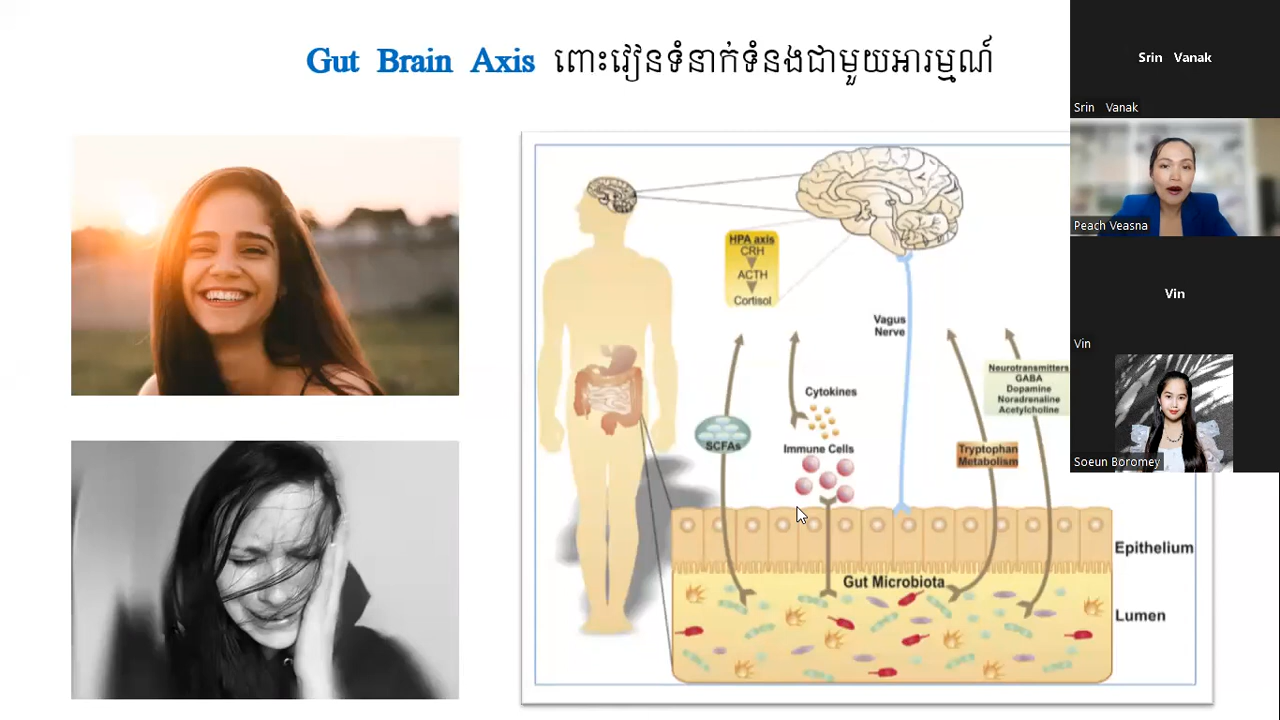 Gut Brain Axis ពោះវៀនទំនាក់ទំនងជាមួយអារម្មណ៍
HPA axis
CRH
ACTH
Cortisol
Vagus
Nerve
Cytokines
Immune Cells
SCFAs
Tryptophan
Metabolism
Neurotransmitters
GABA
Dopamine
Noradrenaline
Acetylcholine
Epithelium
Gut Microbiota
Lumen
Srin Vanak
Srin Vanak
Peach Veasna
Vin
Vin
Soeun Boromey